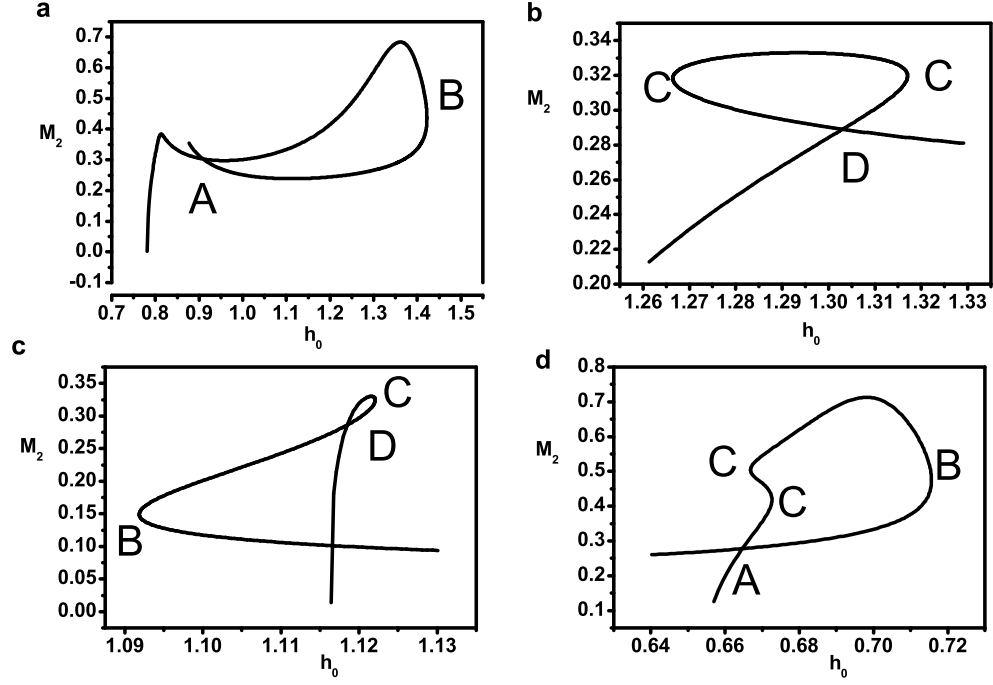 a
0.7
0.6
0.5
0.4
0.3
0.2
0.1
0.0
-0.1
M2
A
B
0.7 0.8 0.9 1.0 1.1 1.2 1.3 1.4 1.5
h0
b
0.34
0.32
0.30
0.28
0.26
0.24
0.22
0.20
M2
C
C
D
1.26 1.27 1.28 1.29 1.30 1.31 1.32 1.33
h0
c
0.35
0.30
0.25
0.20
0.15
0.10
0.05
0.00
M2
C
D
B
1.09 1.10 1.11 1.12 1.13
h0
d
0.8
0.7
0.6
0.5
0.4
0.3
0.2
0.1
M2
C
B
C
A
0.64 0.66 0.68 0.70 0.72
h0